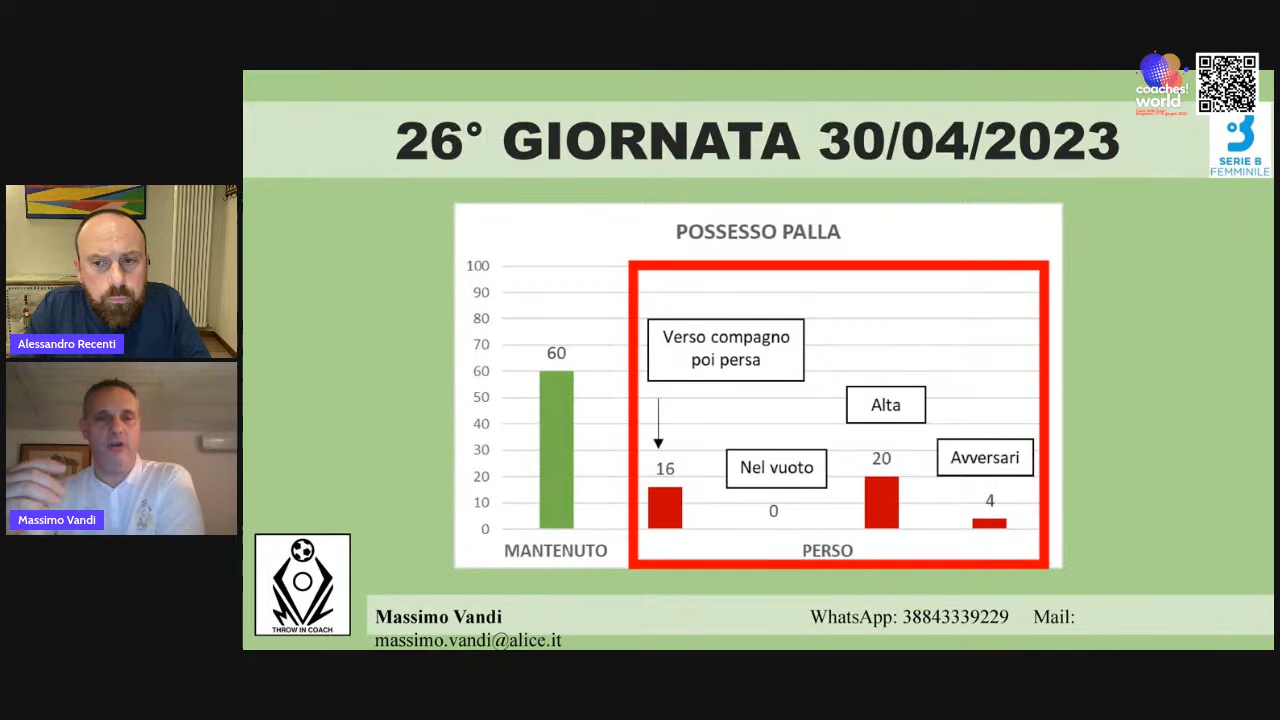 coaches!
world
26° GIORNATA 30/04/2023
SERIE B
FEMMINILE
POSSESSO PALLA
100
90
80
70
60
50
40
30
20
10
0
60
Verso compagno
poi persa
16
Nel vuoto
0
Alta
20
Avversari
4
MANTENUTO
PERSO
Alessandro Recenti
Massimo Vandi
THROW IN COACH
Massimo Vandi
WhatsApp: 38843339229 Mail:
massimo.vandi@alice.it